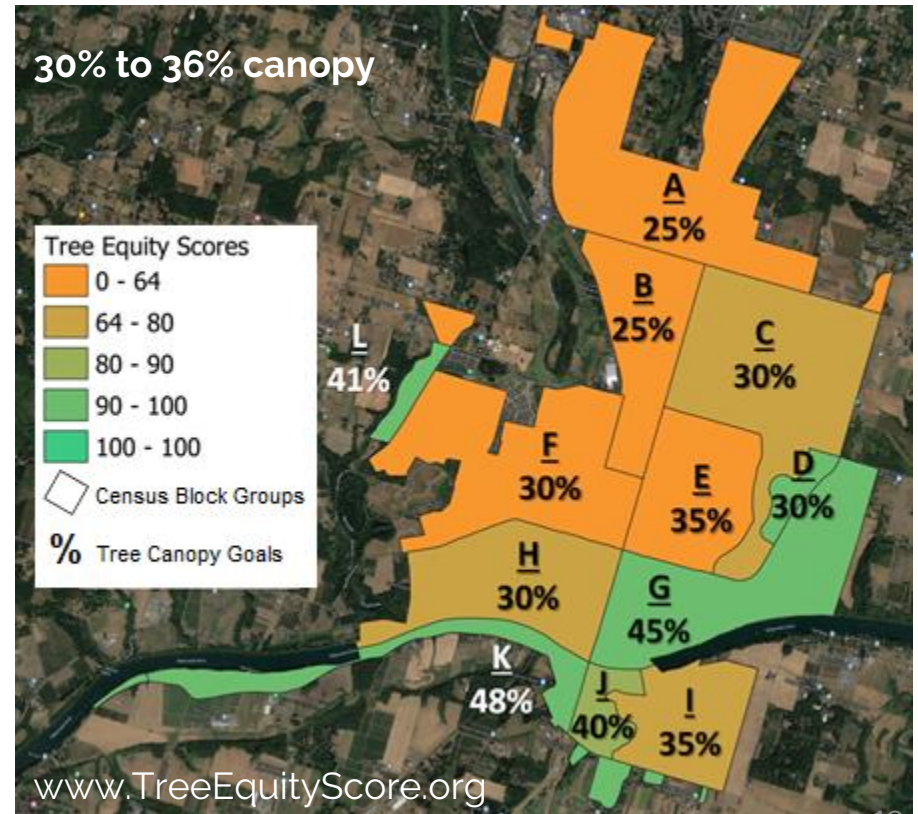 30% to 36% canopy
Tree Equity Scores
0 - 64
64 - 80
80 - 90
90 - 100
100 - 100
Census Block Groups
% Tree Canopy Goals
A
25%
B
25%
C
30%
L
41%
F
30%
E
35%
D
30%
H
30%
G
45%
K
48%
J
40%
I
35%
www.TreeEquityScore.org